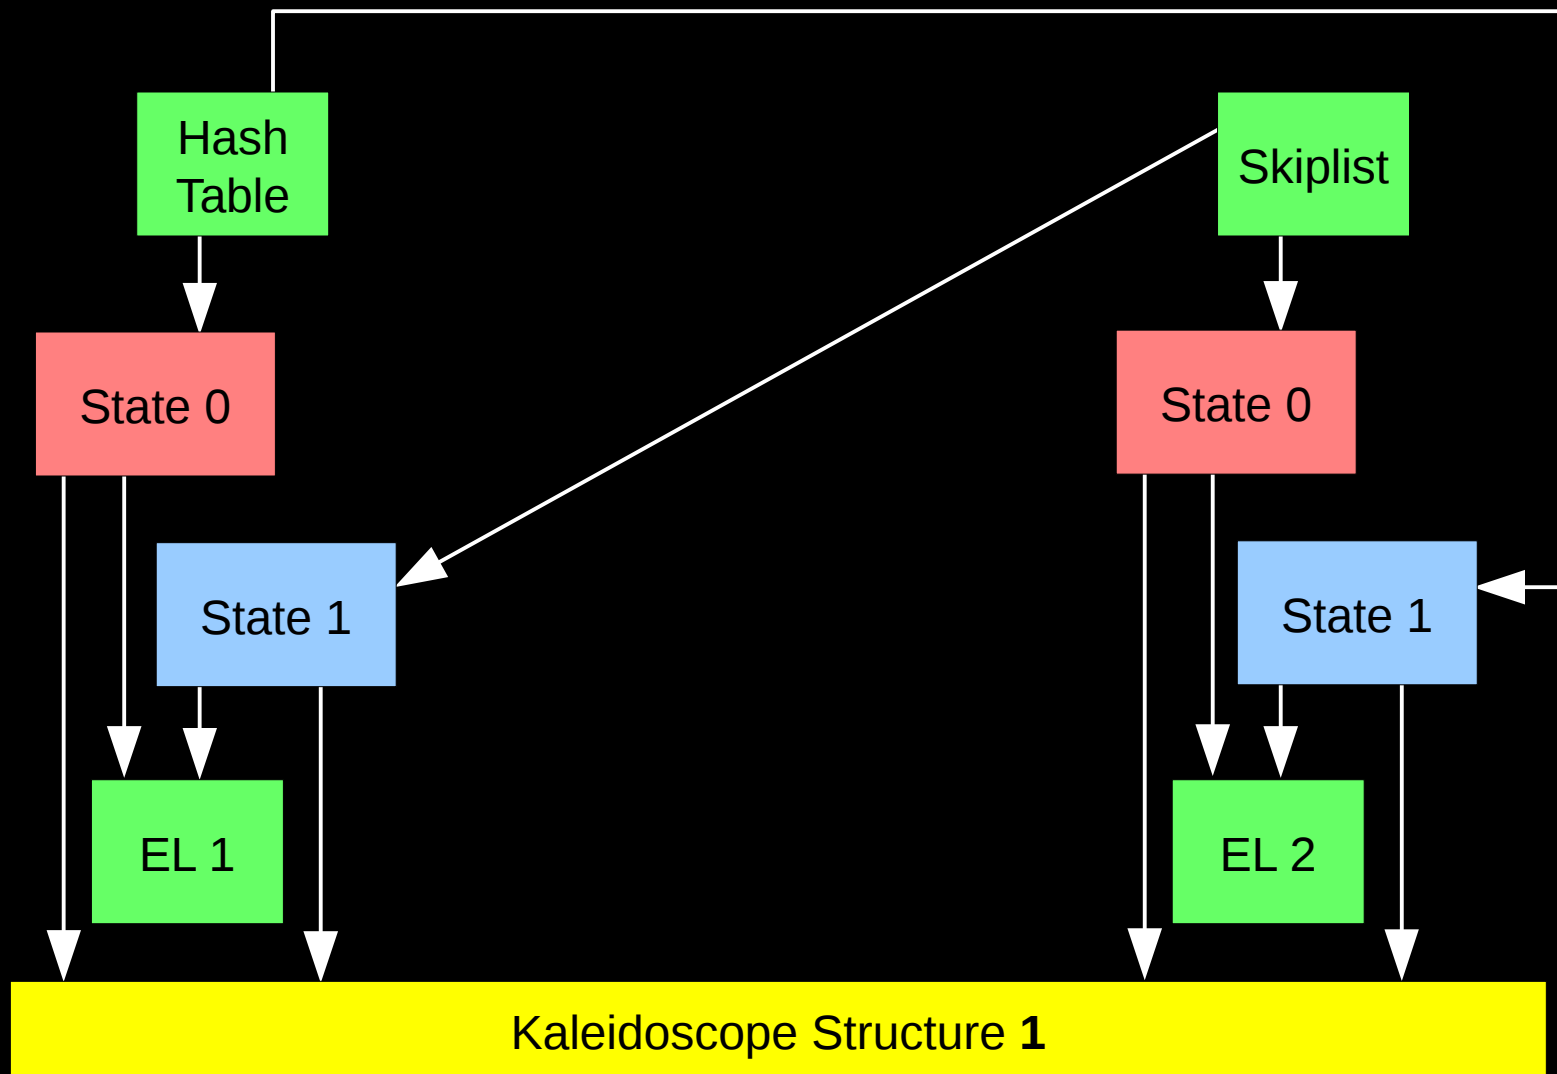 Hash
Table
Skiplist
State 0
State 0
State 1
State 1
EL 1
EL 2
Kaleidoscope Structure 1